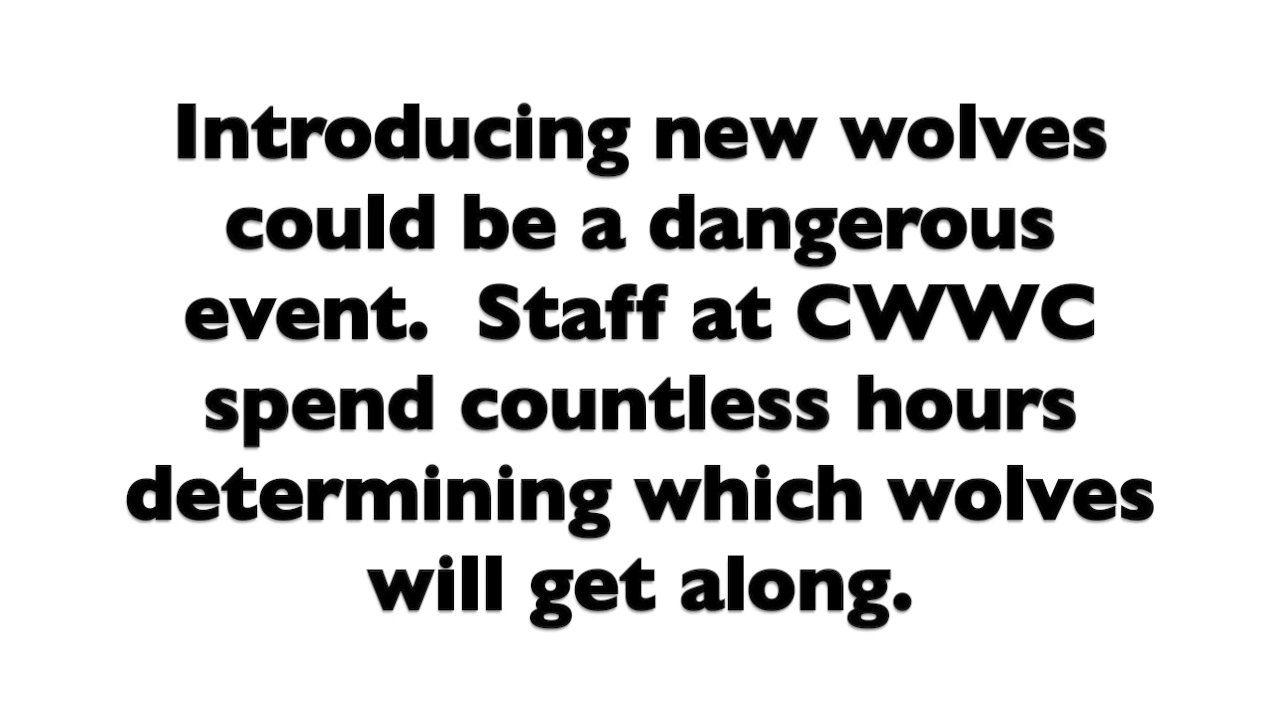 Introducing new wolves
could be a dangerous
event.  Staff at CWWC
spend countless hours
determining which wolves
will get along.